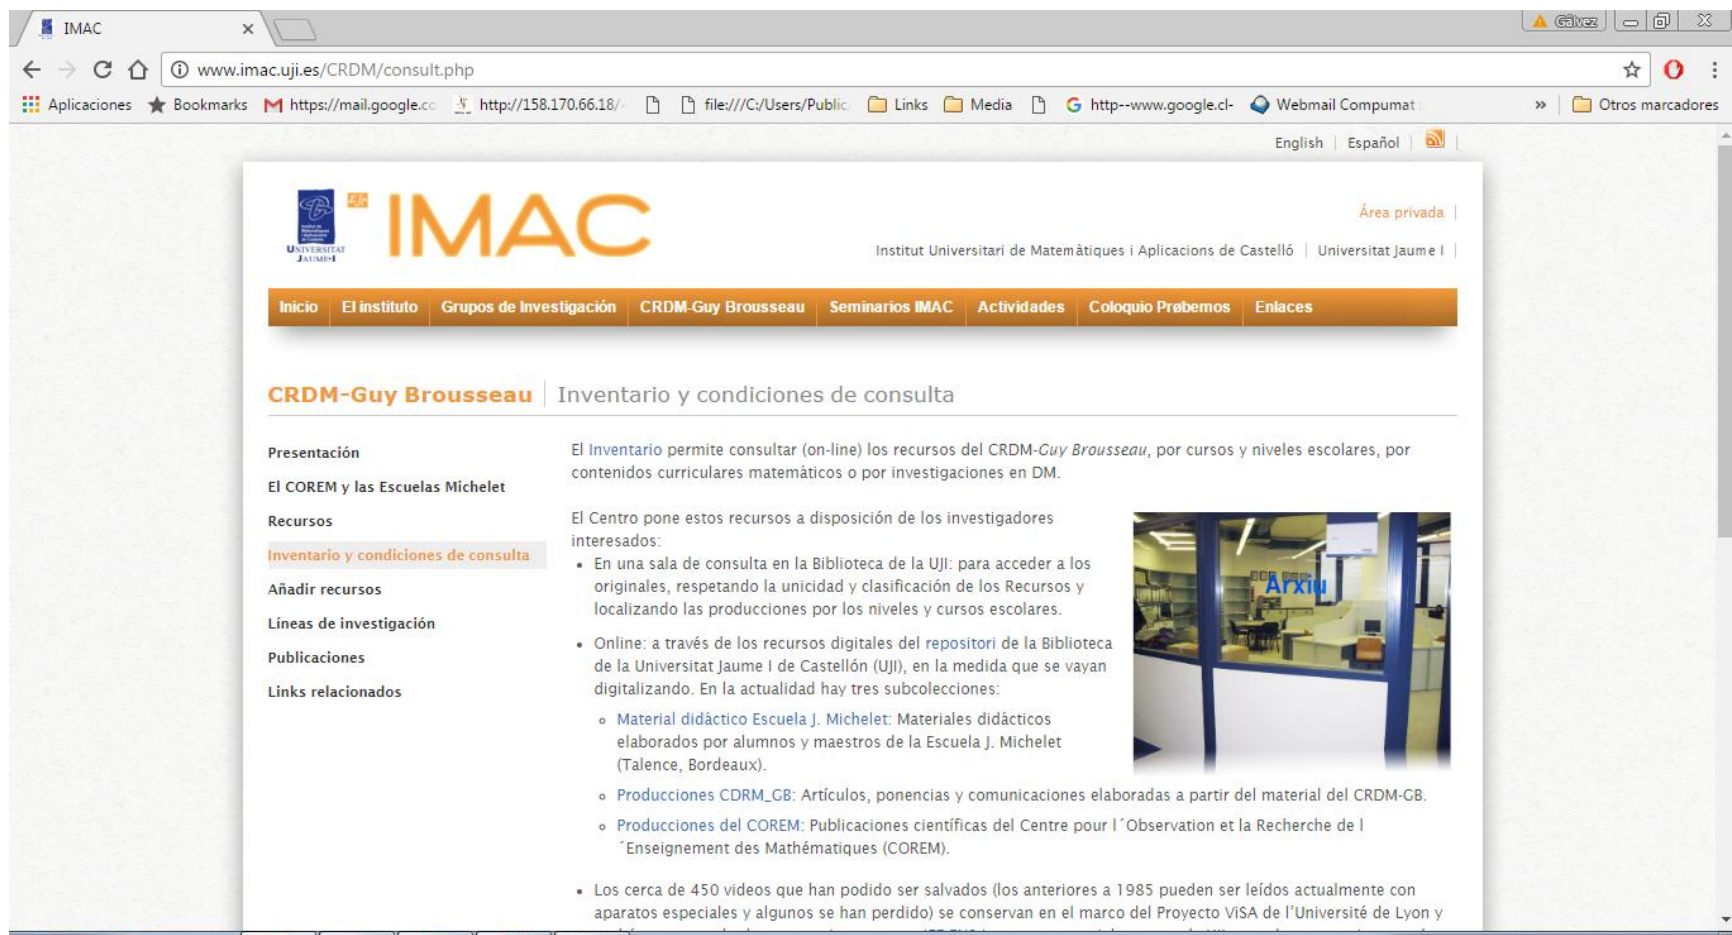 IMAC
Gálvez
www.imac.uji.es/CRDM/consult.php
Aplicaciones Bookmarks https://mail.google.co http://158.170.66.18/- file:///C:/Users/Public Links Media http--www.google.cl- Webmail Compumat » Otros marcadores
English | Español
UNIVERSITAT
JAUME·I
IMAC
Área privada
Institut Universitari de Matemàtiques i Aplicacions de Castelló | Universitat Jaume I
Inicio El instituto Grupos de Investigación CRDM-Guy Brousseau Seminarios IMAC Actividades Coloquio Prøbemos Enlaces
CRDM-Guy Brousseau | Inventario y condiciones de consulta
Presentación
El COREM y las Escuelas Michelet
Recursos
Inventario y condiciones de consulta
Añadir recursos
Líneas de investigación
Publicaciones
Links relacionados
El Inventario permite consultar (on-line) los recursos del CRDM-Guy Brousseau, por cursos y niveles escolares, por
contenidos curriculares matemáticos o por investigaciones en DM.
El Centro pone estos recursos a disposición de los investigadores
interesados:
• En una sala de consulta en la Biblioteca de la UJI: para acceder a los
originales, respetando la unicidad y clasificación de los Recursos y
localizando las producciones por los niveles y cursos escolares.
• Online: a través de los recursos digitales del repositori de la Biblioteca
de la Universitat Jaume I de Castellón (UJI), en la medida que se vayan
digitalizando. En la actualidad hay tres subcolecciones:
◦ Material didáctico Escuela J. Michelet: Materiales didácticos
elaborados por alumnos y maestros de la Escuela J. Michelet
(Talence, Bordeaux).
◦ Producciones CDRM_GB: Artículos, ponencias y comunicaciones elaboradas a partir del material del CRDM-GB.
◦ Producciones del COREM: Publicaciones científicas del Centre pour l´Observation et la Recherche de l
´Enseignement des Mathématiques (COREM).
• Los cerca de 450 videos que han podido ser salvados (los anteriores a 1985 pueden ser leídos actualmente con
aparatos especiales y algunos se han perdido) se conservan en el marco del Proyecto ViSA de l'Université de Lyon y
Arxiu